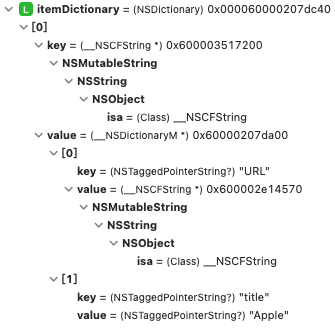 L itemDictionary = (NSDictionary) 0x000060000207dc40
[0]
key = (__NSCFString *) 0x600003517200
NSMutableString
NSString
NSObject
isa = (Class) __NSCFString
value = (__NSDictionaryM *) 0x60000207da00
[0]
key = (NSTaggedPointerString?) "URL"
value = (__NSCFString *) 0x600002e14570
NSMutableString
NSString
NSObject
isa = (Class) __NSCFString
[1]
key = (NSTaggedPointerString?) "title"
value = (NSTaggedPointerString?) "Apple"